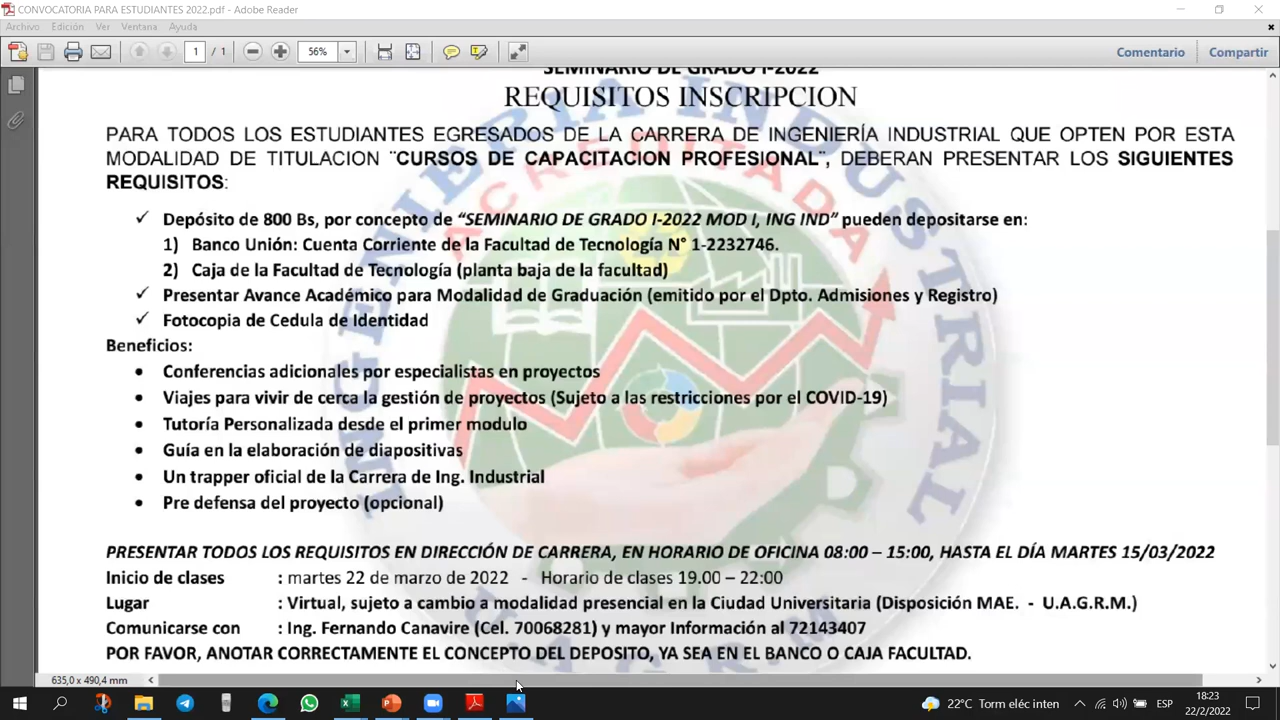 CONVOCATORIA PARA ESTUDIANTES 2022.pdf - Adobe Reader
Archivo Edición Ver Ventana Ayuda
1 / 1 56% Comentario Compartir
SEMINARIO DE GRADO I-2022
REQUISITOS INSCRIPCION
PARA TODOS LOS ESTUDIANTES EGRESADOS DE LA CARRERA DE INGENIERÍA INDUSTRIAL QUE OPTEN POR ESTA
MODALIDAD DE TITULACION ¨CURSOS DE CAPACITACION PROFESIONAL¨, DEBERAN PRESENTAR LOS SIGUIENTES
REQUISITOS:
✓ Depósito de 800 Bs, por concepto de “SEMINARIO DE GRADO I-2022 MOD I, ING IND” pueden depositarse en:
1) Banco Unión: Cuenta Corriente de la Facultad de Tecnología N° 1-2232746.
2) Caja de la Facultad de Tecnología (planta baja de la facultad)
✓ Presentar Avance Académico para Modalidad de Graduación (emitido por el Dpto. Admisiones y Registro)
✓ Fotocopia de Cedula de Identidad
Beneficios:
• Conferencias adicionales por especialistas en proyectos
• Viajes para vivir de cerca la gestión de proyectos (Sujeto a las restricciones por el COVID-19)
• Tutoría Personalizada desde el primer modulo
• Guía en la elaboración de diapositivas
• Un trapper oficial de la Carrera de Ing. Industrial
• Pre defensa del proyecto (opcional)
PRESENTAR TODOS LOS REQUISITOS EN DIRECCIÓN DE CARRERA, EN HORARIO DE OFICINA 08:00 – 15:00, HASTA EL DÍA MARTES 15/03/2022
Inicio de clases : martes 22 de marzo de 2022 - Horario de clases 19.00 – 22:00
Lugar : Virtual, sujeto a cambio a modalidad presencial en la Ciudad Universitaria (Disposición MAE. - U.A.G.R.M.)
Comunicarse con : Ing. Fernando Canavire (Cel. 70068281) y mayor Información al 72143407
POR FAVOR, ANOTAR CORRECTAMENTE EL CONCEPTO DEL DEPOSITO, YA SEA EN EL BANCO O CAJA FACULTAD.
INGENIERIA INDUSTRIAL
ACREDITADA
U.A.G.R.M.
635,0 x 490,4 mm
22°C Torm eléc inten ESP 18:23
22/2/2022